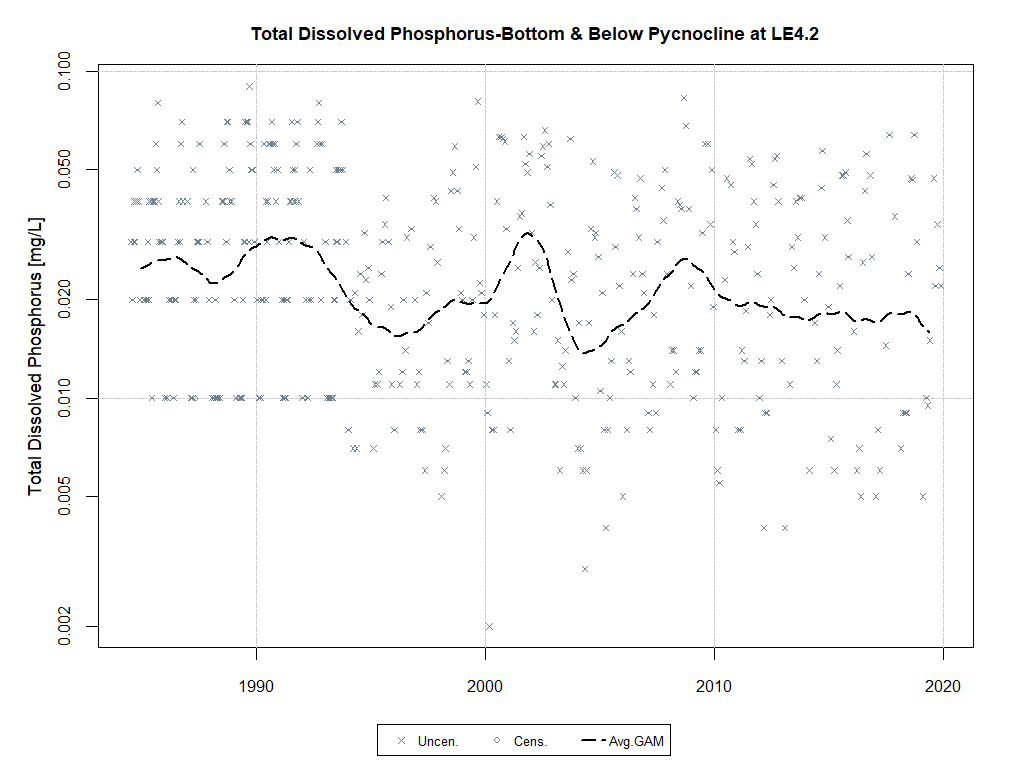 Total Dissolved Phosphorus-Bottom & Below Pycnocline at LE4.2
Total Dissolved Phosphorus [mg/L]
0.100
0.050
0.020
0.010
0.005
0.002
1990 2000 2010 2020
Uncen. Cens. Avg.GAM